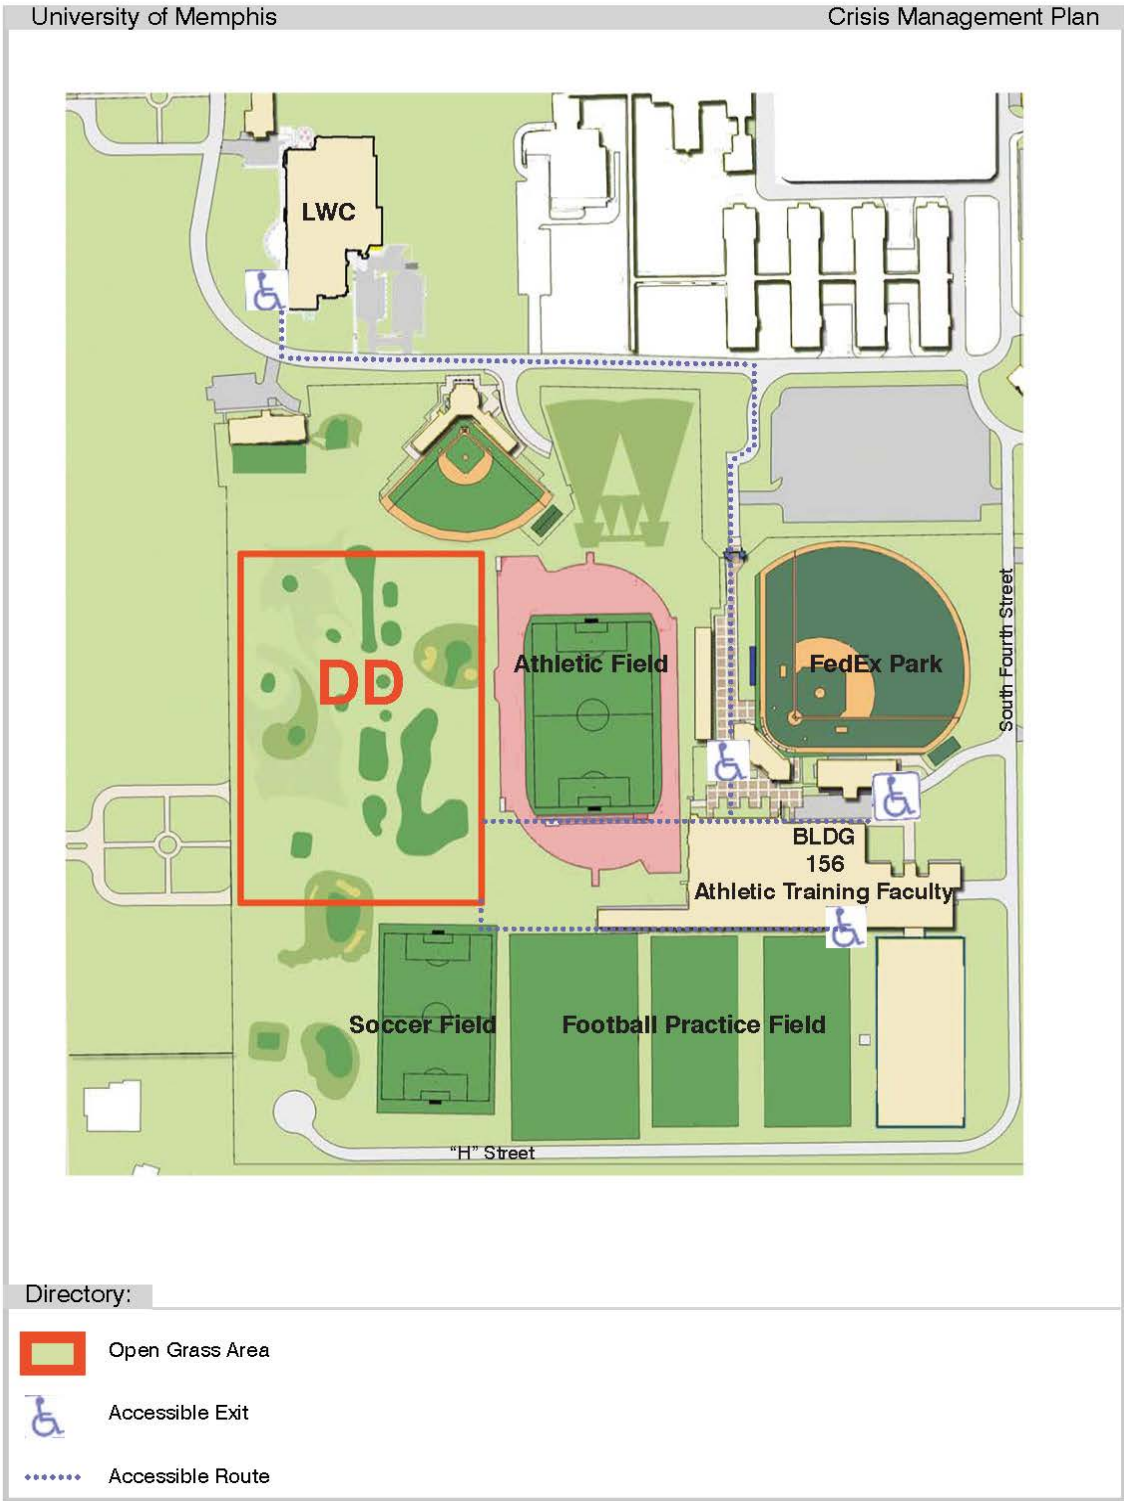 University of Memphis
Crisis Management Plan
LWC
DD
Athletic Field
FedEx Park
South Fourth Street
BLDG
156
Athletic Training Faculty
Soccer Field
Football Practice Field
“H” Street
Directory:
Open Grass Area
Accessible Exit
Accessible Route